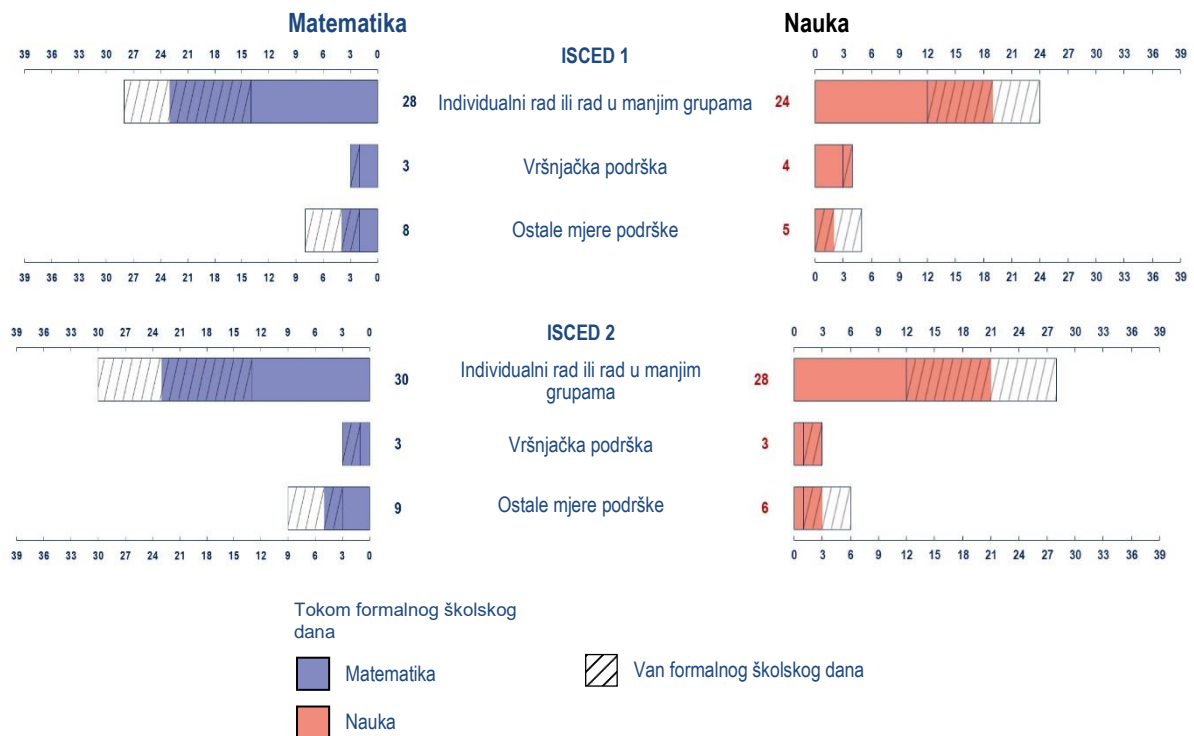 Matematika
Nauka
39 36 33 30 27 24 21 18 15 12 9 6 3 0
ISCED 1
0 3 6 9 12 15 18 21 24 27 30 33 36 39
28
Individualni rad ili rad u manjim grupama
24
3
Vršnjačka podrška
4
8
Ostale mjere podrške
5
39 36 33 30 27 24 21 18 15 12 9 6 3 0
0 3 6 9 12 15 18 21 24 27 30 33 36 39
39 36 33 30 27 24 21 18 15 12 9 6 3 0
ISCED 2
0 3 6 9 12 15 18 21 24 27 30 33 36 39
30
Individualni rad ili rad u manjim
grupama
28
3
Vršnjačka podrška
3
9
Ostale mjere podrške
6
39 36 33 30 27 24 21 18 15 12 9 6 3 0
0 3 6 9 12 15 18 21 24 27 30 33 36 39
Tokom formalnog školskog
dana
Matematika
Van formalnog školskog dana
Nauka